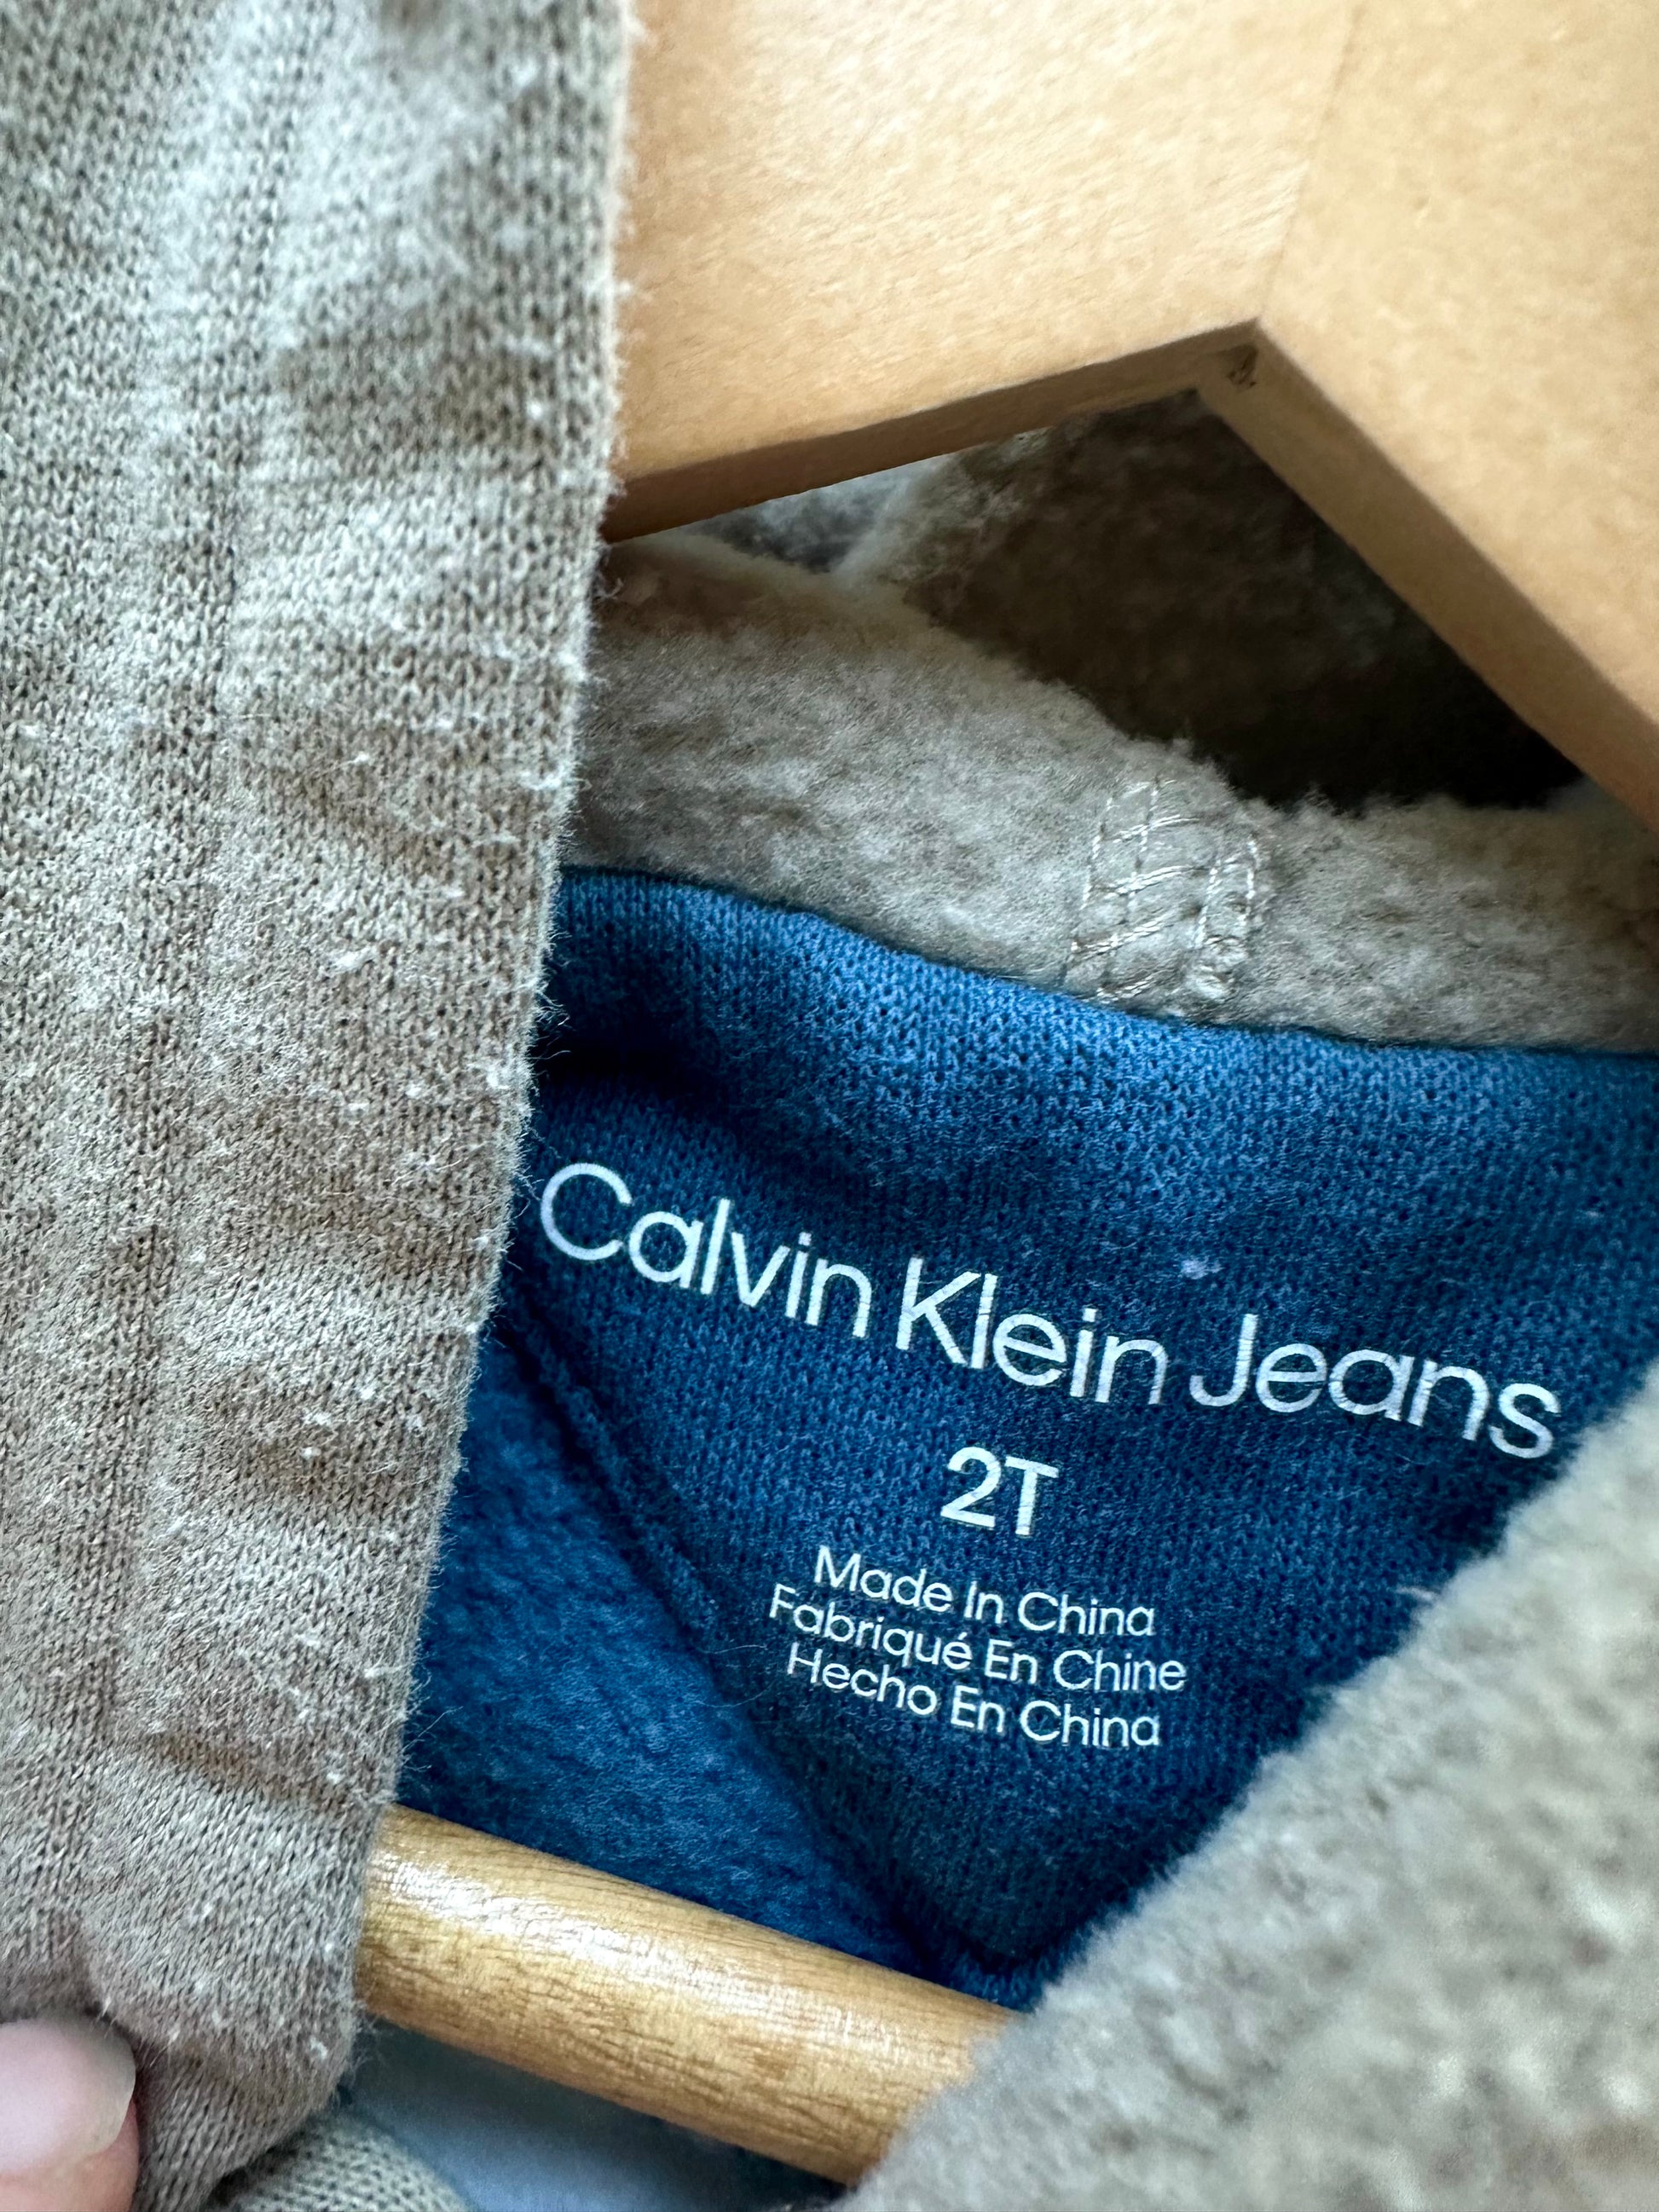 Calvin Klein Jeans
2T
Made In China
Fabriqué En Chine
Hecho En China